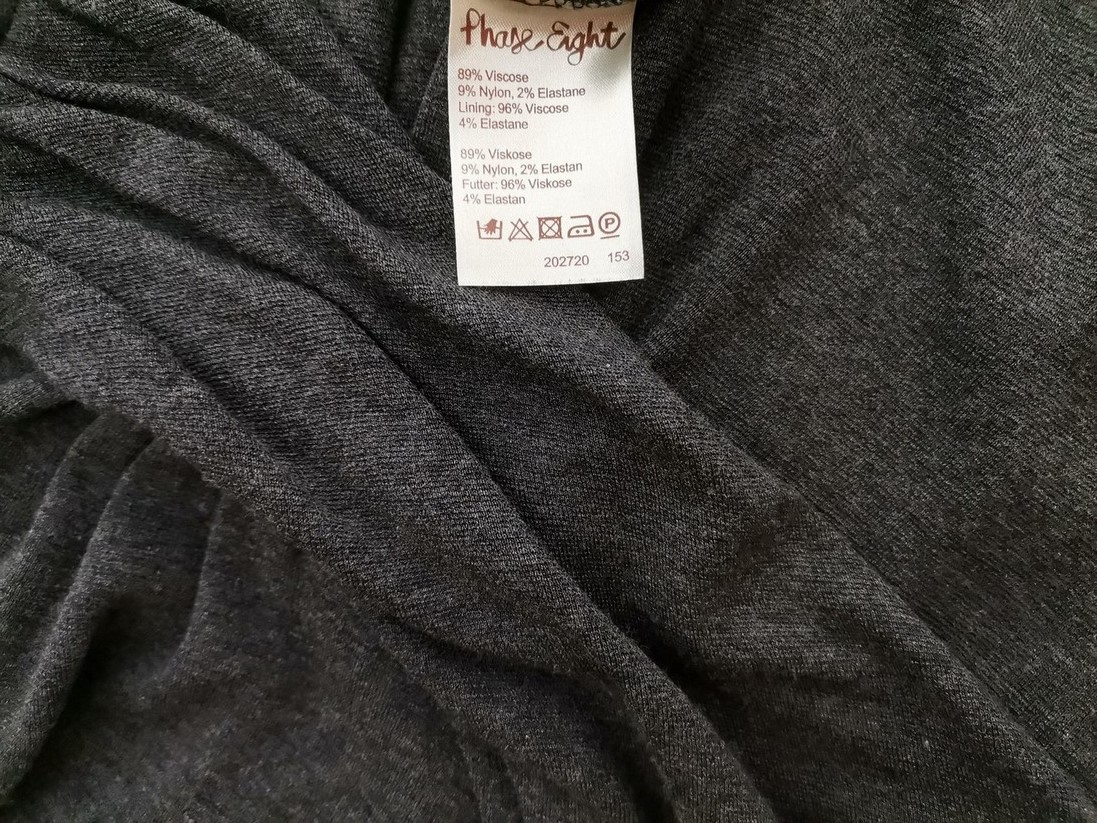 Phase Eight
89% Viscose
9% Nylon, 2% Elastane
Lining: 96% Viscose
4% Elastane
89% Viskose
9% Nylon, 2% Elastan
Futter: 96% Viskose
4% Elastan
P
202720 153